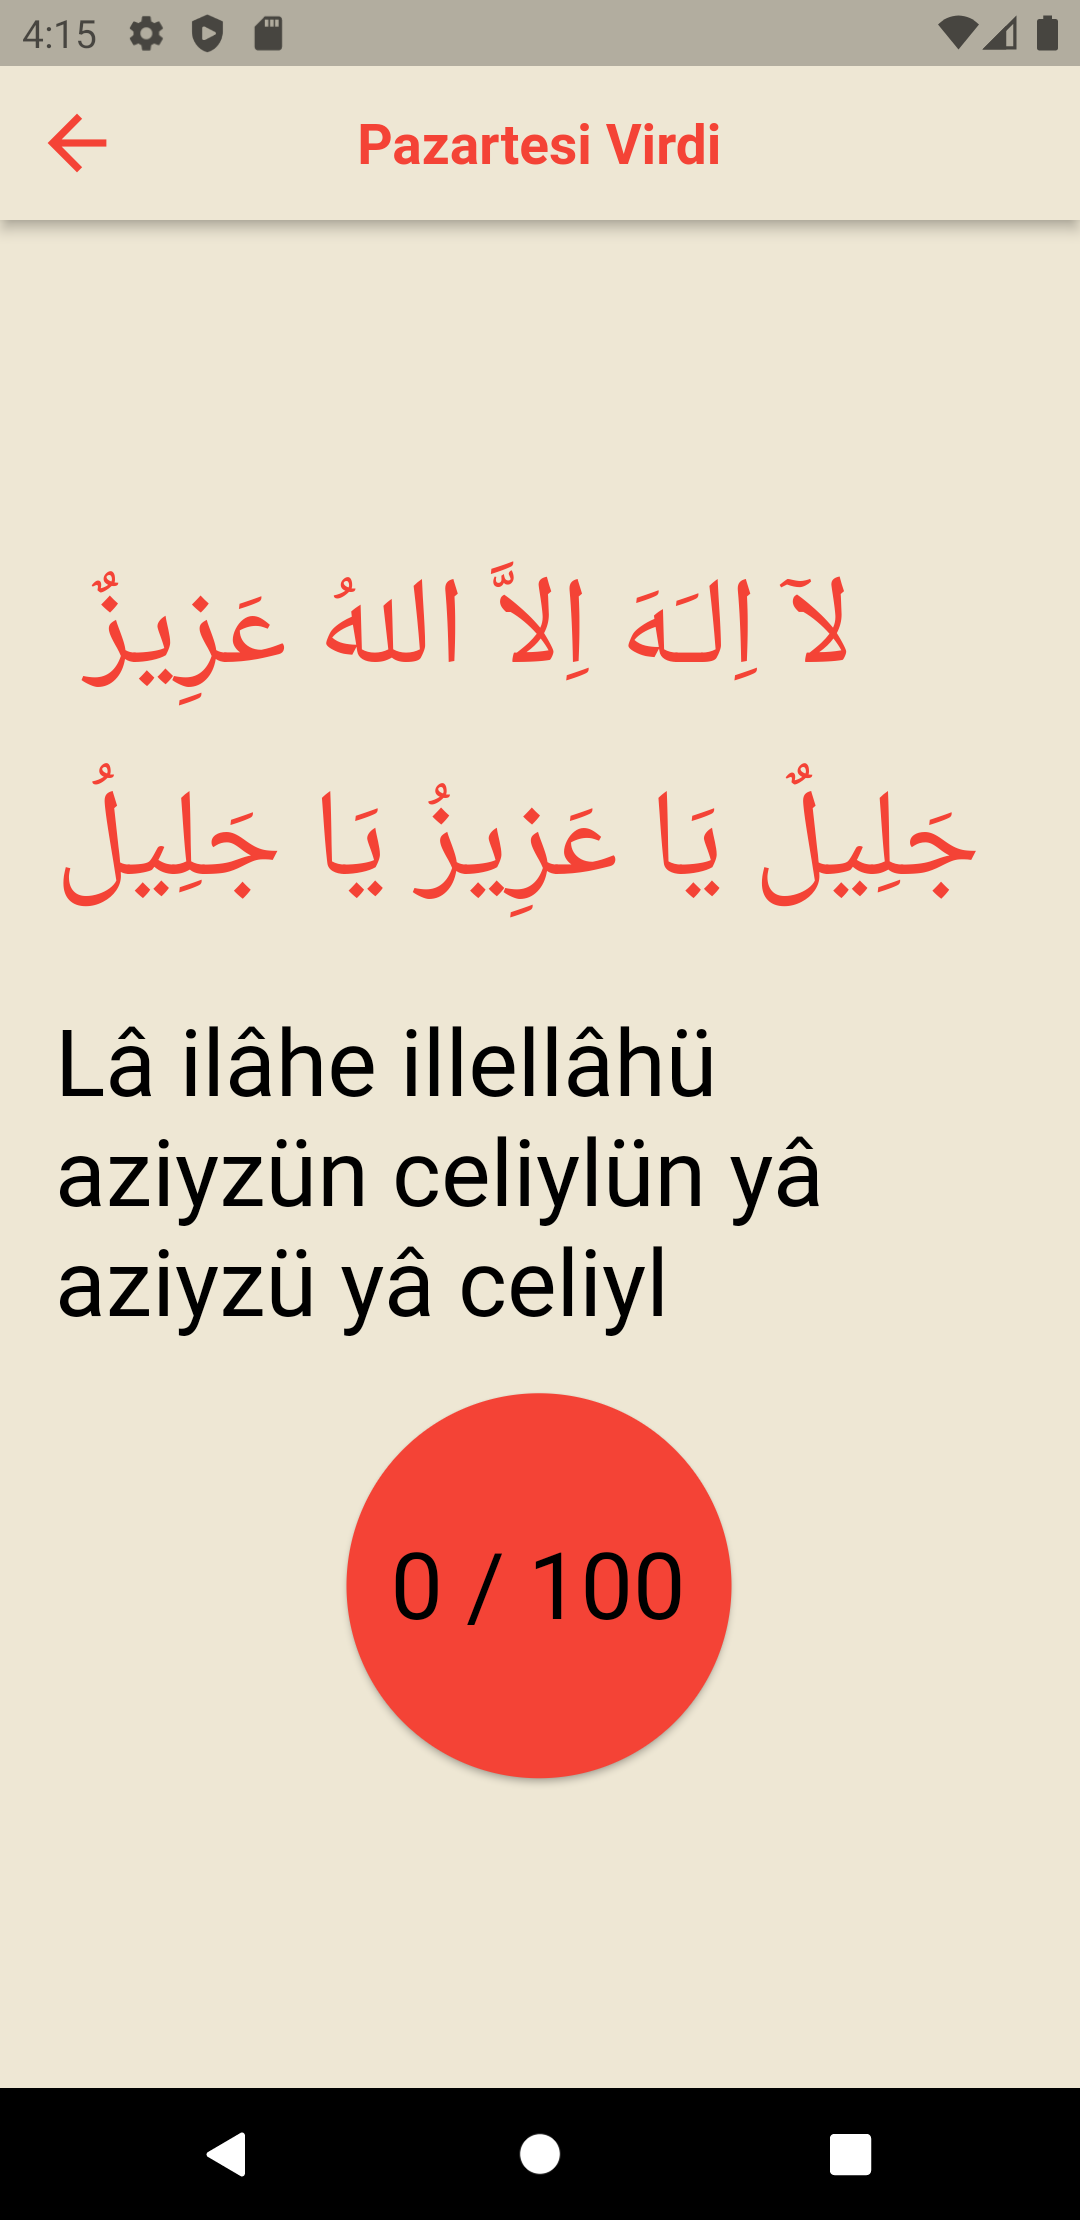 4:15
Pazartesi Virdi
لَآ اِلـَهَ اِلاَّ اللهُ عَزِيزٌ
جَلِيلٌ يَا عَزِيزُ يَا جَلِيلُ
Lâ ilâhe illellâhü
aziyzün celiylün yâ
aziyzü yâ celiyl
0 / 100